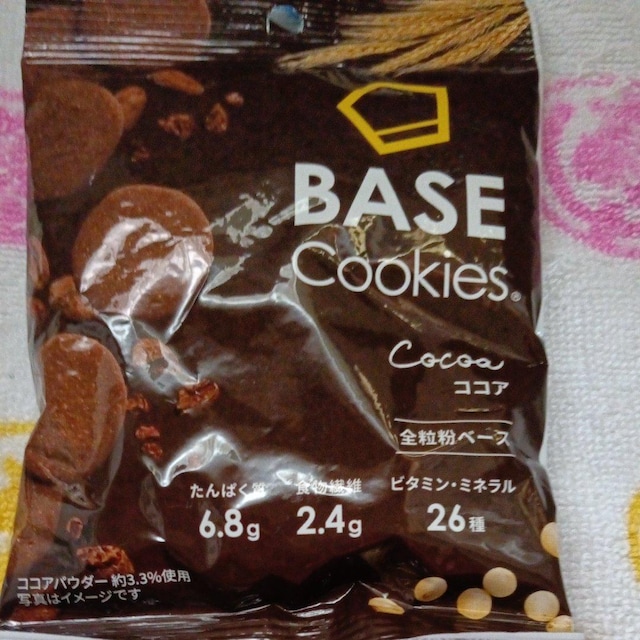 BASE
Cookies®
Cocoa
ココア
全粒粉ベース
たんぱく質 食物繊維 ビタミン・ミネラル
6.8g 2.4g 26種
ココアパウダー 約3.3%使用
写真はイメージです